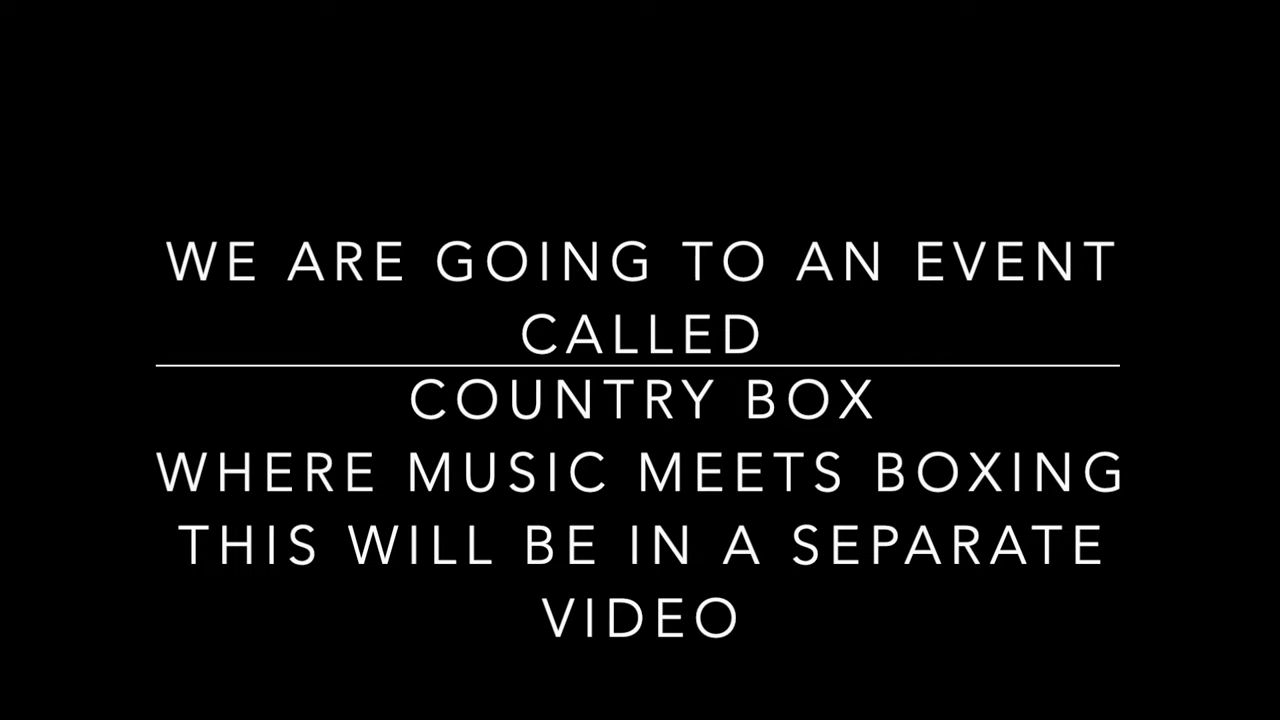 WE ARE GOING TO AN EVENT
CALLED
COUNTRY BOX
WHERE MUSIC MEETS BOXING
THIS WILL BE IN A SEPARATE
VIDEO